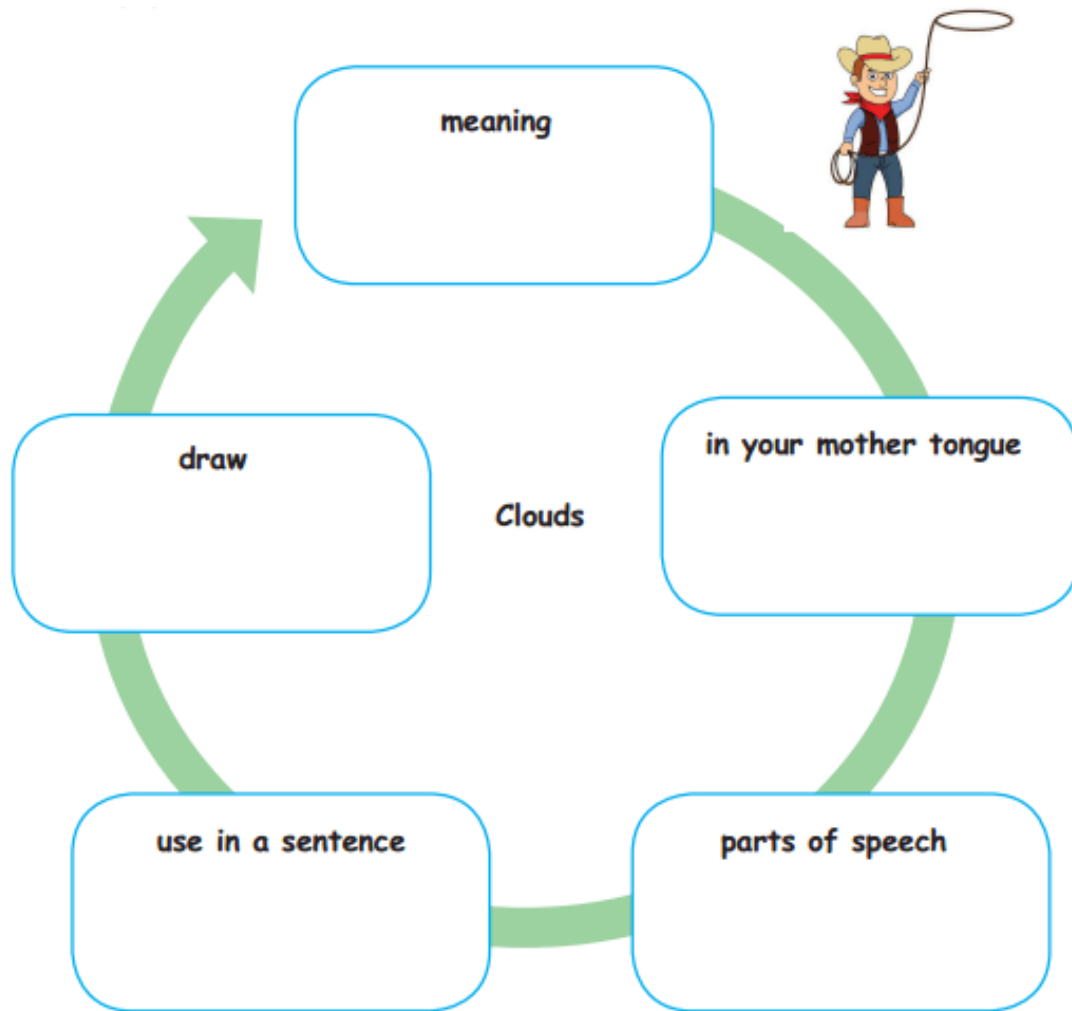 meaning
draw
in your mother tongue
Clouds
use in a sentence
parts of speech